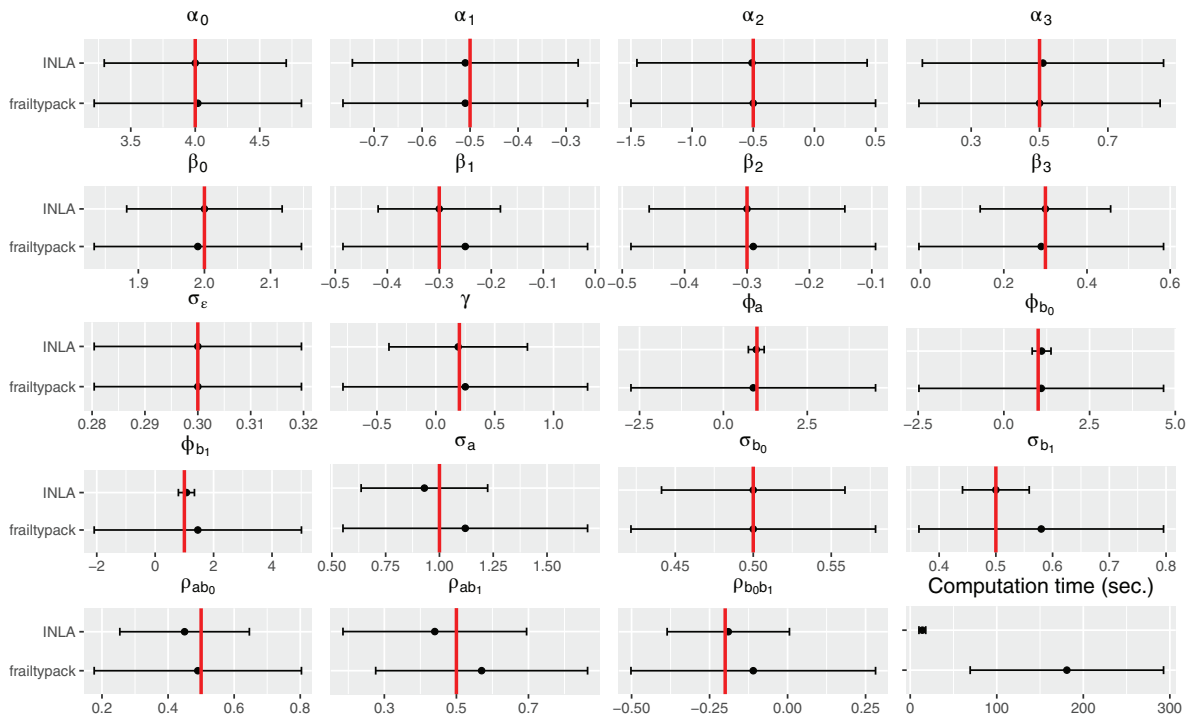 α0 α1 α2 α3
INLA
frailtypack
3.5 4.0 4.5 −0.7 −0.6 −0.5 −0.4 −0.3 −1.5 −1.0 −0.5 0.0 0.5 0.3 0.5 0.7
β0 β1 β2 β3
INLA
frailtypack
1.9 2.0 2.1 −0.5 −0.4 −0.3 −0.2 −0.1 0.0 −0.5 −0.4 −0.3 −0.2 −0.1 0.0 0.2 0.4 0.6
σε γ ϕa ϕb0
INLA
frailtypack
0.28 0.29 0.30 0.31 0.32 −0.5 0.0 0.5 1.0 −2.5 0.0 2.5 −2.5 0.0 2.5 5.0
ϕb1 σa σb0 σb1
INLA
frailtypack
−2 0 2 4 0.50 0.75 1.00 1.25 1.50 0.45 0.50 0.55 0.4 0.5 0.6 0.7 0.8
ρab0 ρab1 ρb0b1 Computation time (sec.)
INLA
frailtypack
0.2 0.4 0.6 0.8 0.3 0.5 0.7 −0.50 −0.25 0.00 0.25 0 100 200 300